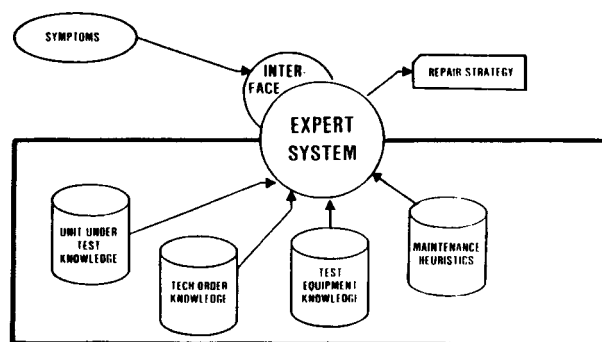 SYMPTOMS
INTER-
FACE
REPAIR STRATEGY
EXPERT
SYSTEM
UNIT UNDER
TEST
KNOWLEDGE
TECH ORDER
KNOWLEDGE
TEST
EQUIPMENT
KNOWLEDGE
MAINTENANCE
HEURISTICS